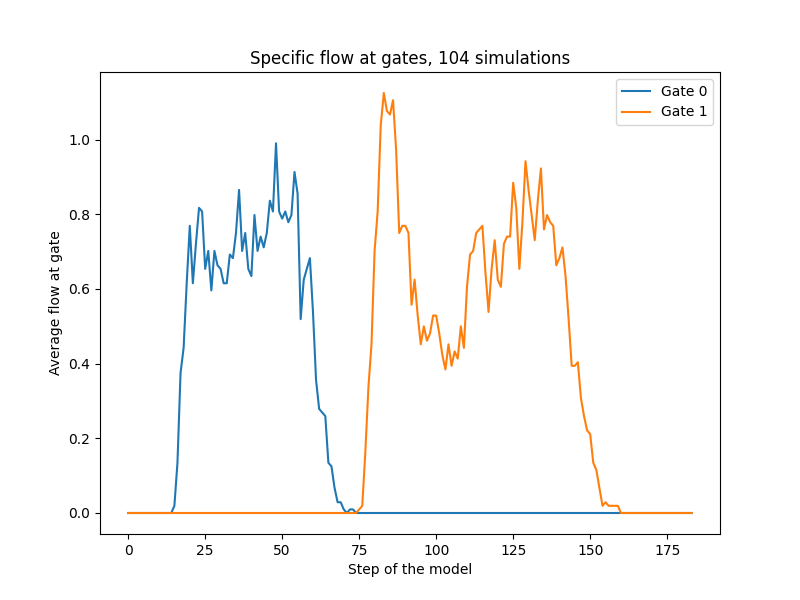 Specific flow at gates, 104 simulations
Gate 0
Gate 1
Average flow at gate
1.0
0.8
0.6
0.4
0.2
0.0
0 25 50 75 100 125 150 175
Step of the model